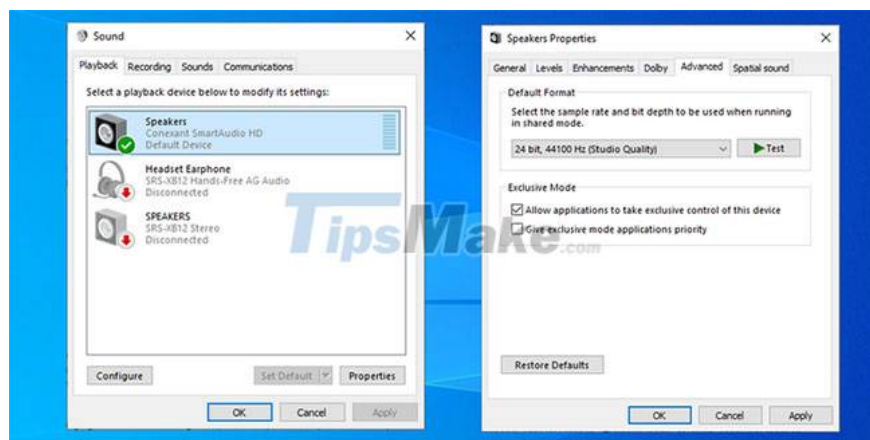 Sound
Playback Recording Sounds Communications
Select a playback device below to modify its settings:
Speakers
Conexant SmartAudio HD
Default Device
Headset Earphone
SRS-XB12 Hands-Free AG Audio
Disconnected
SPEAKERS
SRS-XB12 Stereo
Disconnected
Configure Set Default Properties
OK Cancel Apply
Speakers Properties
General Levels Enhancements Dolby Advanced Spatial sound
Default Format
Select the sample rate and bit depth to be used when running
in shared mode.
24 bit, 44100 Hz (Studio Quality) Test
Exclusive Mode
Allow applications to take exclusive control of this device
Give exclusive mode applications priority
Restore Defaults
OK Cancel Apply
TipsMake.com